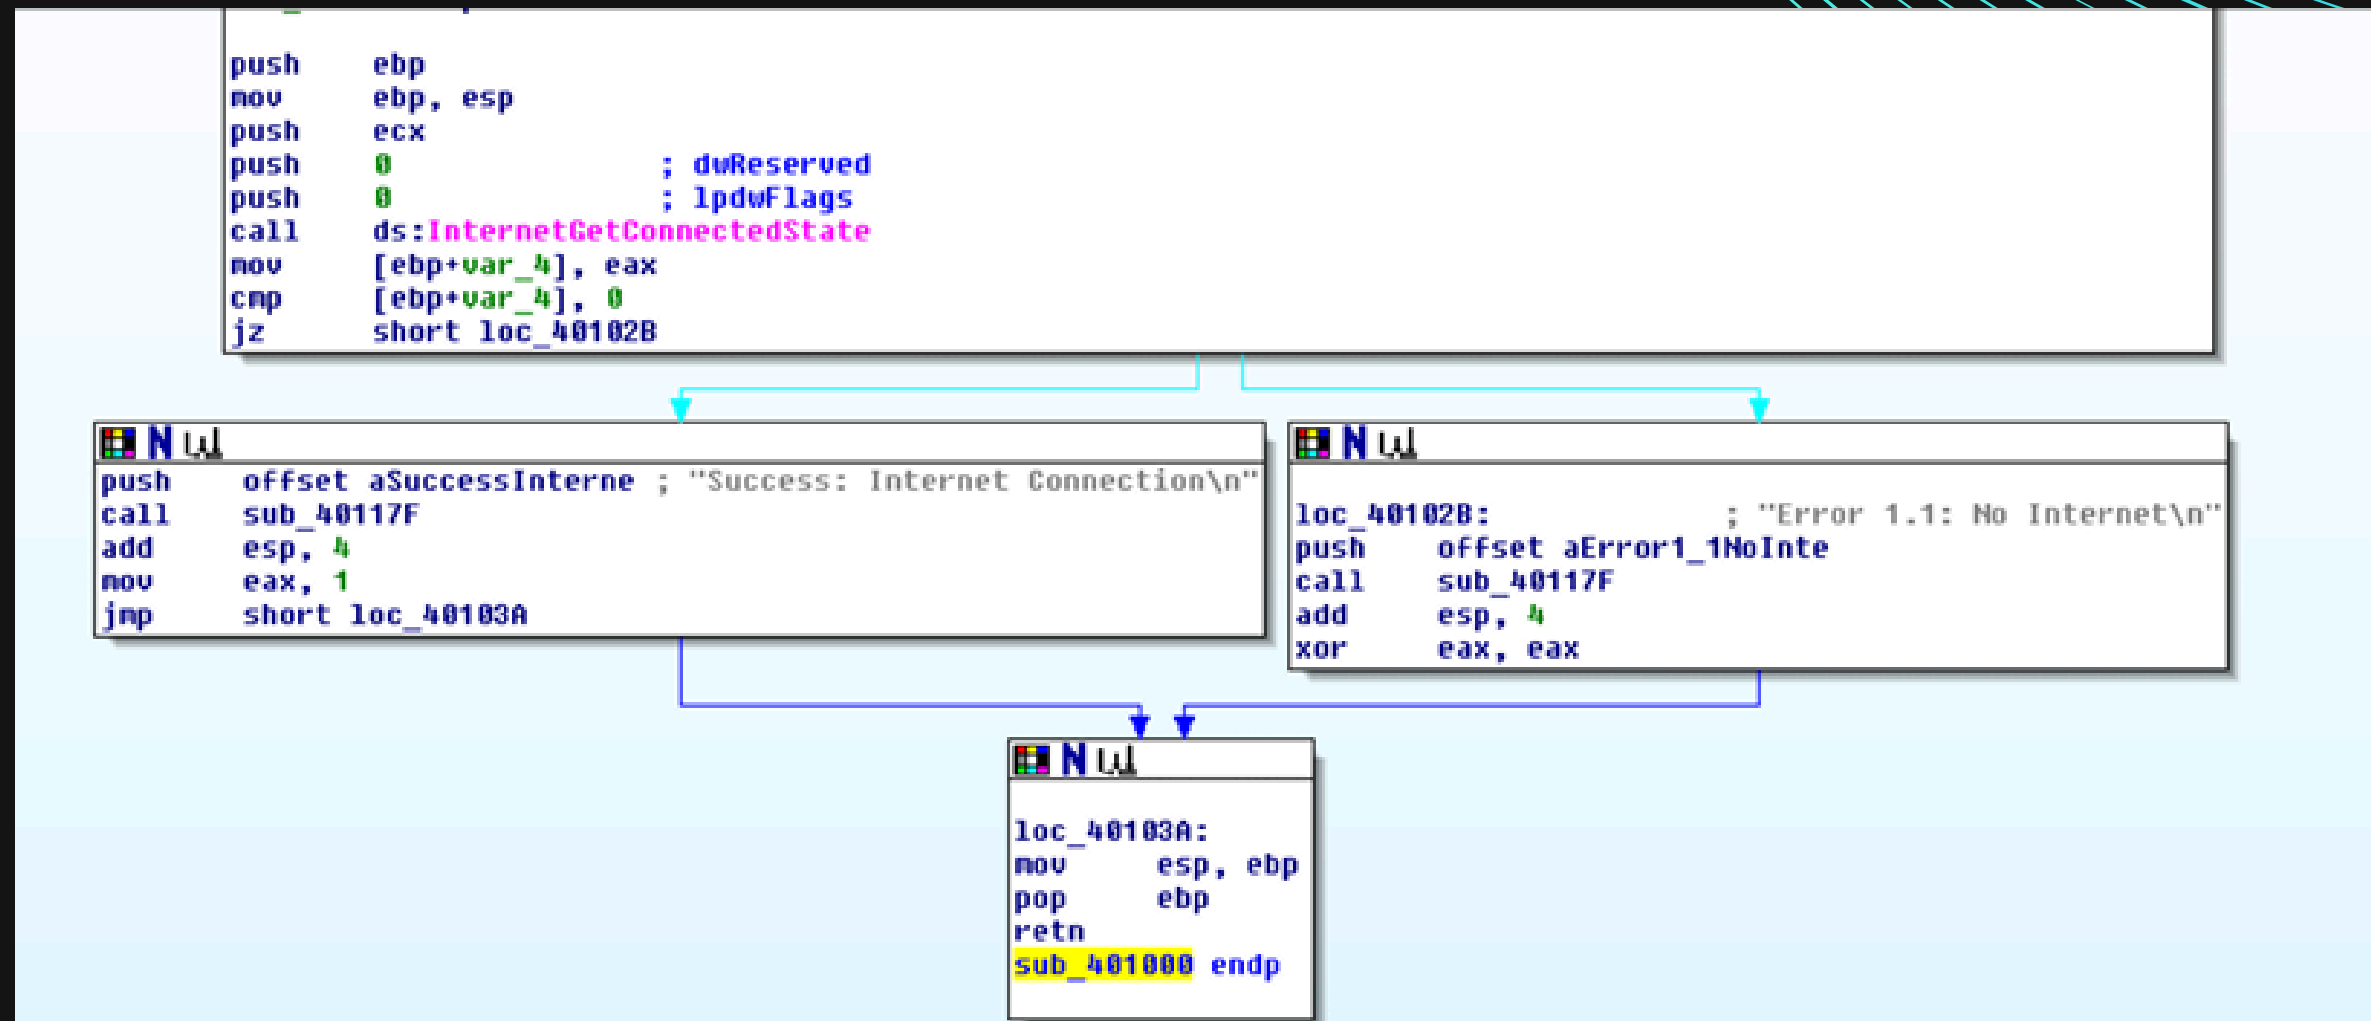 push ebp
mov ebp, esp
push ecx
push 0 ; dwReserved
push 0 ; lpdwFlags
call ds:InternetGetConnectedState
mov [ebp+var_4], eax
cmp [ebp+var_4], 0
jz short loc_40102B
push offset aSuccessInterne ; "Success: Internet Connection\n"
call sub_40117F
add esp, 4
mov eax, 1
jmp short loc_40103A
loc_40102B: ; "Error 1.1: No Internet\n"
push offset aError1_1NoInte
call sub_40117F
add esp, 4
xor eax, eax
loc_40103A:
mov esp, ebp
pop ebp
retn
sub_401000 endp